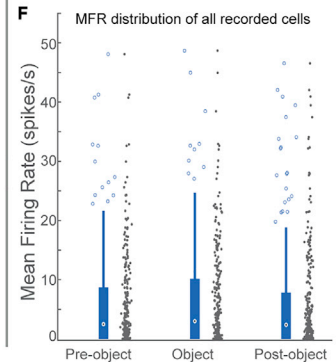 F
MFR distribution of all recorded cells
Mean Firing Rate (spikes/s)
50
40
30
20
10
0
Pre-object Object Post-object